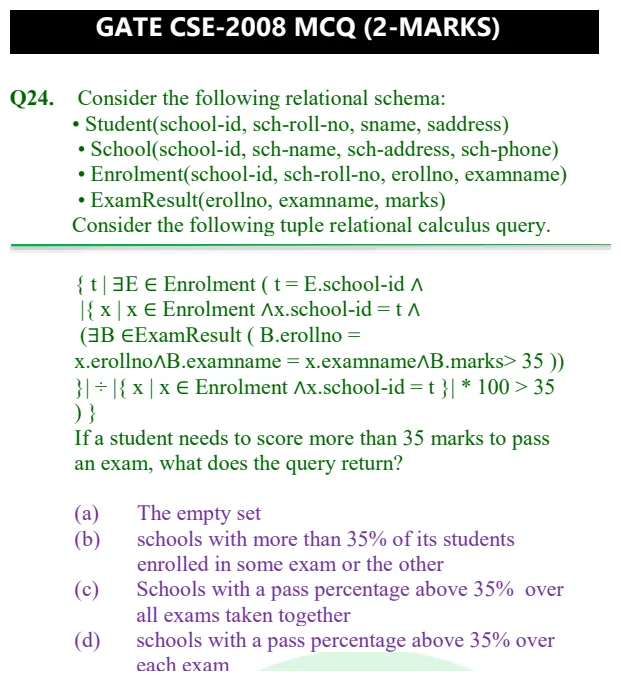 GATE CSE-2008 MCQ (2-MARKS)
Q24. Consider the following relational schema:
• Student(school-id, sch-roll-no, sname, saddress)
• School(school-id, sch-name, sch-address, sch-phone)
• Enrolment(school-id, sch-roll-no, erollno, examname)
• ExamResult(erollno, examname, marks)
Consider the following tuple relational calculus query.
{ t | ∃E ∈ Enrolment ( t = E.school-id ∧
|{ x | x ∈ Enrolment ∧x.school-id = t ∧
(∃B ∈ExamResult ( B.erollno =
x.erollno∧B.examname = x.examname∧B.marks> 35 ))
}| ÷ |{ x | x ∈ Enrolment ∧x.school-id = t }| * 100 > 35
) }
If a student needs to score more than 35 marks to pass
an exam, what does the query return?
(a) The empty set
(b) schools with more than 35% of its students
enrolled in some exam or the other
(c) Schools with a pass percentage above 35% over
all exams taken together
(d) schools with a pass percentage above 35% over
each exam